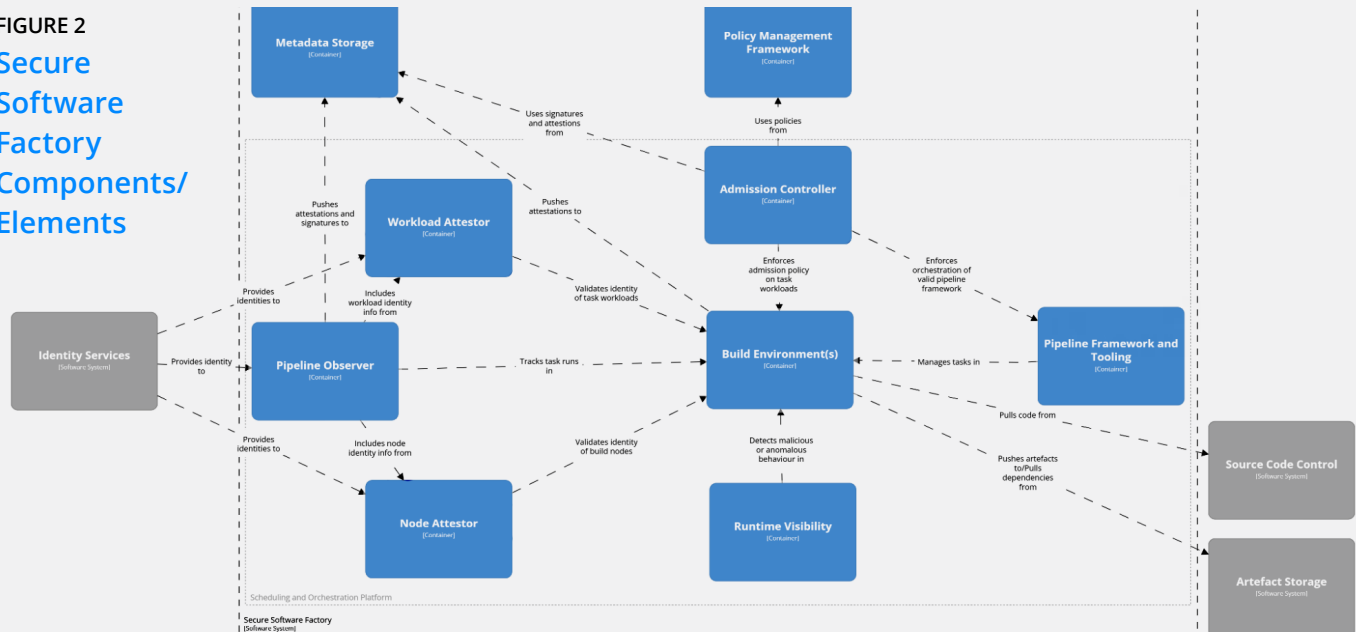 FIGURE 2
Secure
Software
Factory
Components/
Elements
Metadata Storage
[Container]
Policy Management
Framework
[Container]
Uses signatures
and attestions
from
Uses policies
from
Admission Controller
[Container]
Pushes
attestations and
signatures to
Workload Attestor
[Container]
Pushes
attestations to
Enforces
admission policy
on task
workloads
Enforces
orchestration of
valid pipeline
framework
Provides
identities to
Includes
workload identity
info from
Validates identity
of task workloads
Identity Services
[Software System]
Provides identity
to
Pipeline Observer
[Container]
Tracks task runs
in
Build Environment(s)
[Container]
Manages tasks in
Pipeline Framework and
Tooling
[Container]
Provides
identities to
Includes node
identity info from
Validates identity
of build nodes
Detects malicious
or anomalous
behaviour in
Pulls code from
Pushes artefacts
to/Pulls
dependencies
from
Source Code Control
[Software System]
Node Attestor
[Container]
Runtime Visibility
[Container]
Artefact Storage
[Software System]
Scheduling and Orchestration Platform
Secure Software Factory
[Software System]